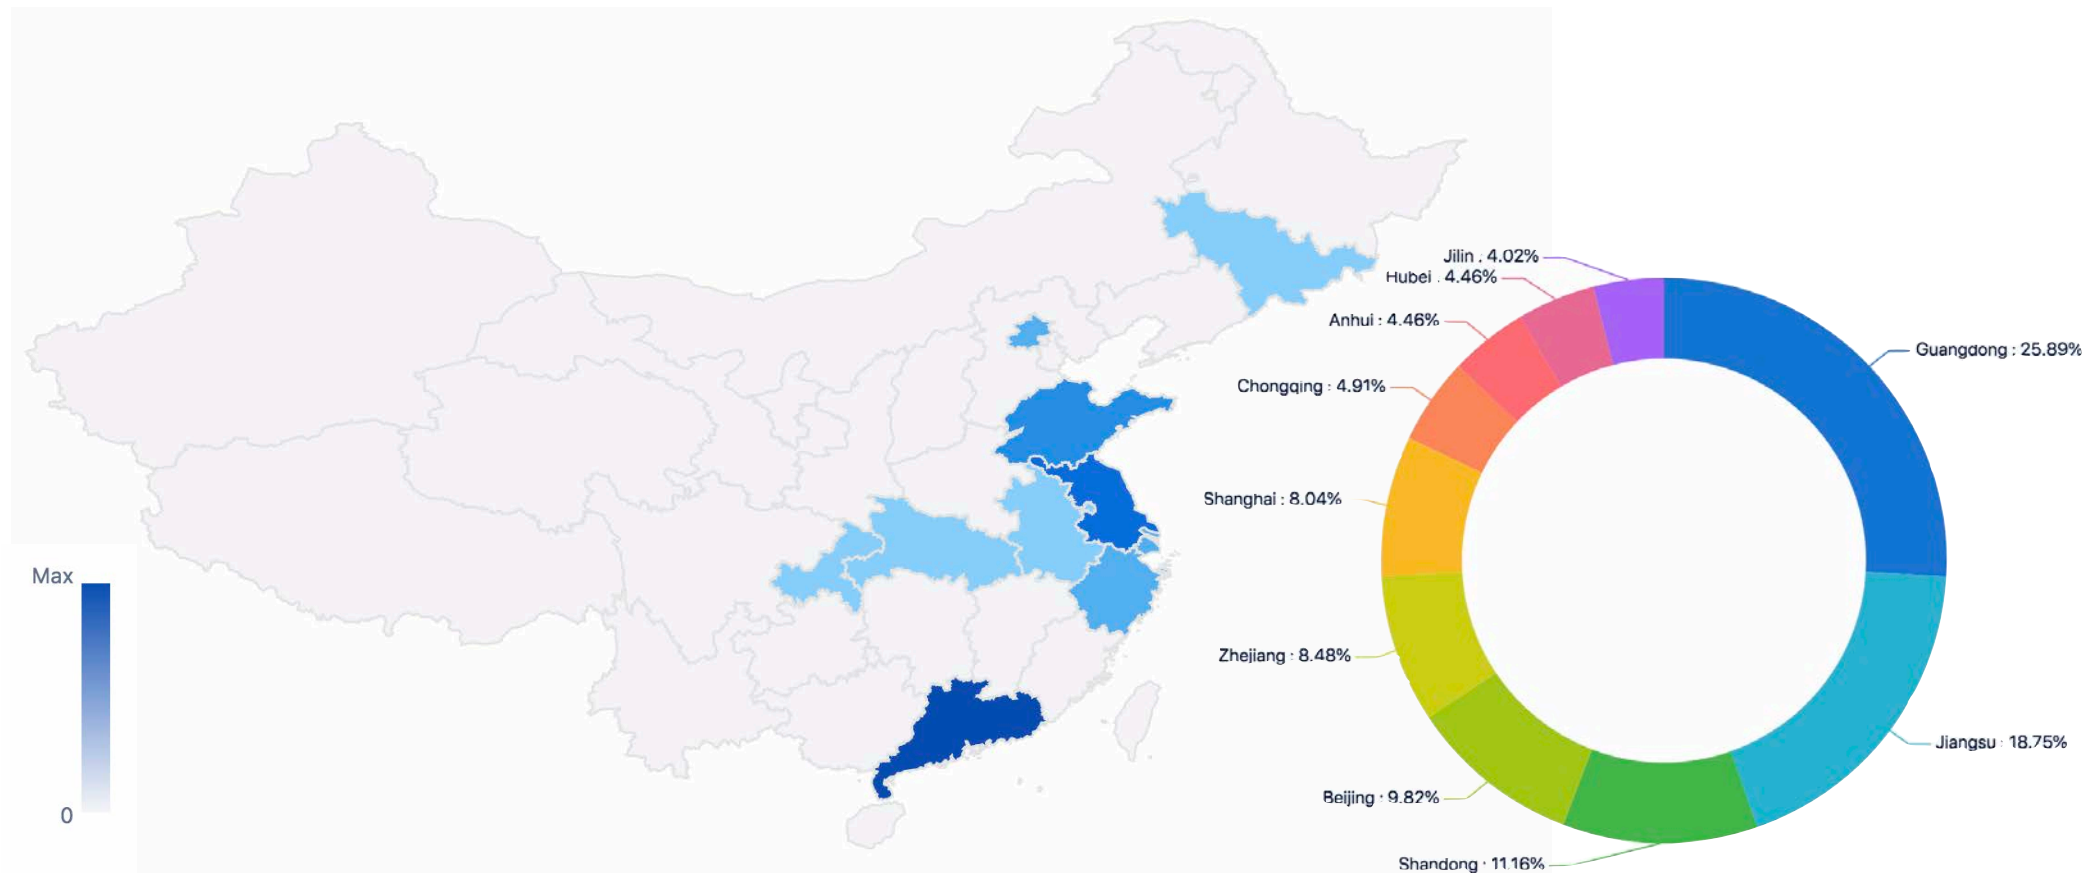 Jilin : 4.02%
Hubei : 4.46%
Anhui : 4.46%
Guangdong : 25.89%
Chongqing : 4.91%
Shanghai : 8.04%
Max
Zhejiang : 8.48%
Jiangsu : 18.75%
Beijing : 9.82%
0
Shandong : 11.16%